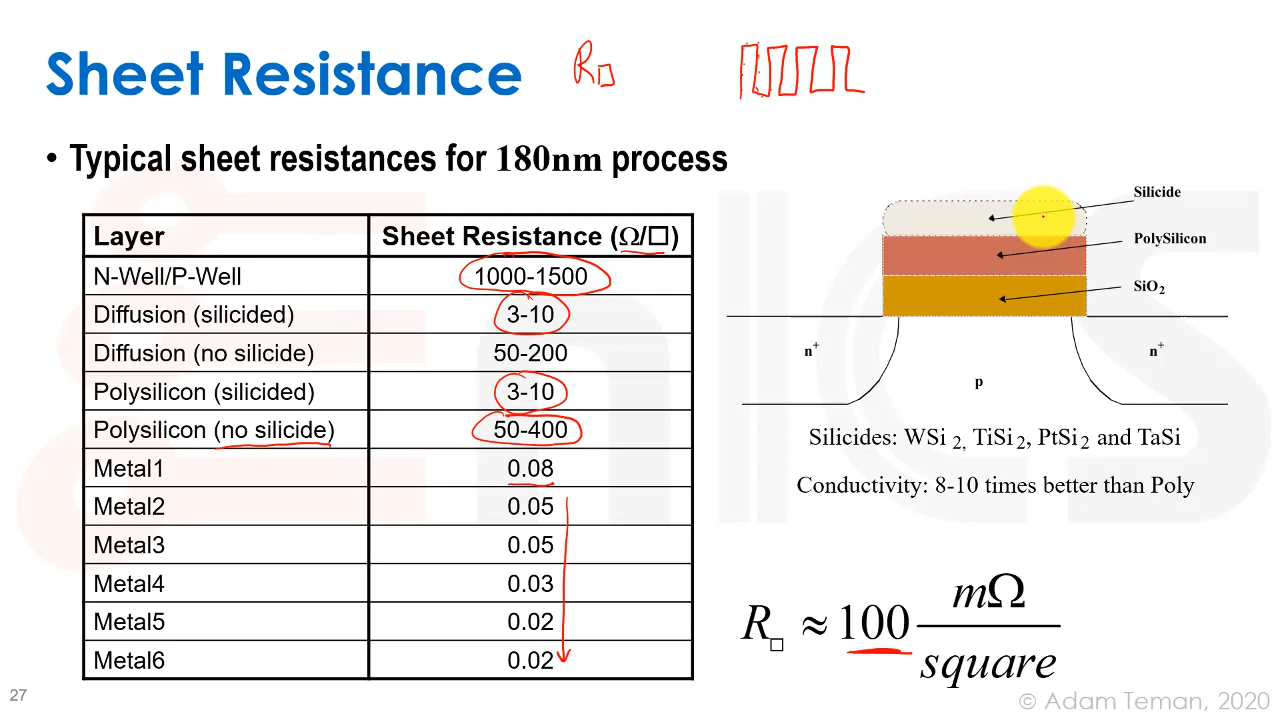 Sheet Resistance R□
• Typical sheet resistances for 180nm process
Layer Sheet Resistance (Ω/□)
N-Well/P-Well 1000-1500
Diffusion (silicided) 3-10
Diffusion (no silicide) 50-200
Polysilicon (silicided) 3-10
Polysilicon (no silicide) 50-400
Metal1 0.08
Metal2 0.05
Metal3 0.05
Metal4 0.03
Metal5 0.02
Metal6 0.02
Silicide
PolySilicon
SiO2
n+ n+
p
Silicides: WSi 2, TiSi2, PtSi2 and TaSi
Conductivity: 8-10 times better than Poly
R□ ≈ 100 mΩ/square
27
© Adam Teman, 2020